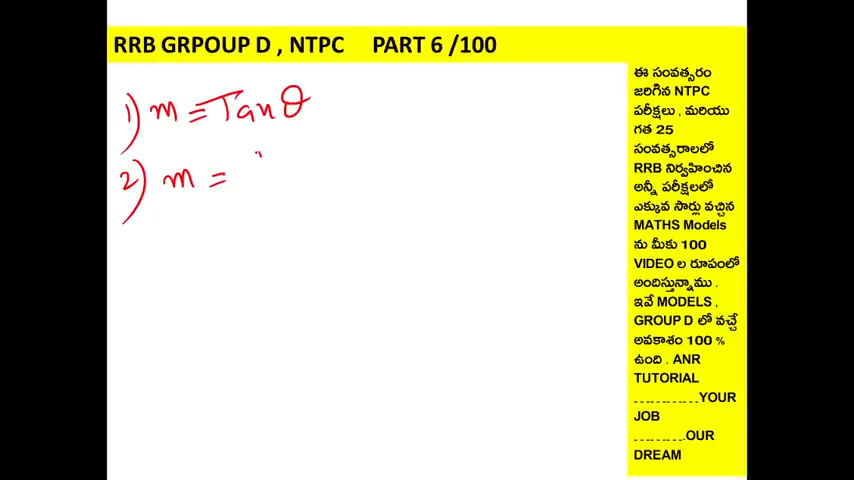 RRB GRPOUP D , NTPC PART 6 /100
1) m = Tan θ
2) m =
ఈ సంవత్సరం
జరిగిన NTPC
పరీక్షలు , మరియు
గత 25
సంవత్సరాలలో
RRB నిర్వహించిన
అన్నీ పరీక్షలలో
ఎక్కువ సార్లు వచ్చిన
MATHS Models
ను మీకు 100
VIDEO ల రూపంలో
అందిస్తున్నాము .
ఇవే MODELS ,
GROUP D లో వచ్చే
అవకాశం 100 %
ఉంది . ANR
TUTORIAL
.............YOUR
JOB
..........OUR
DREAM